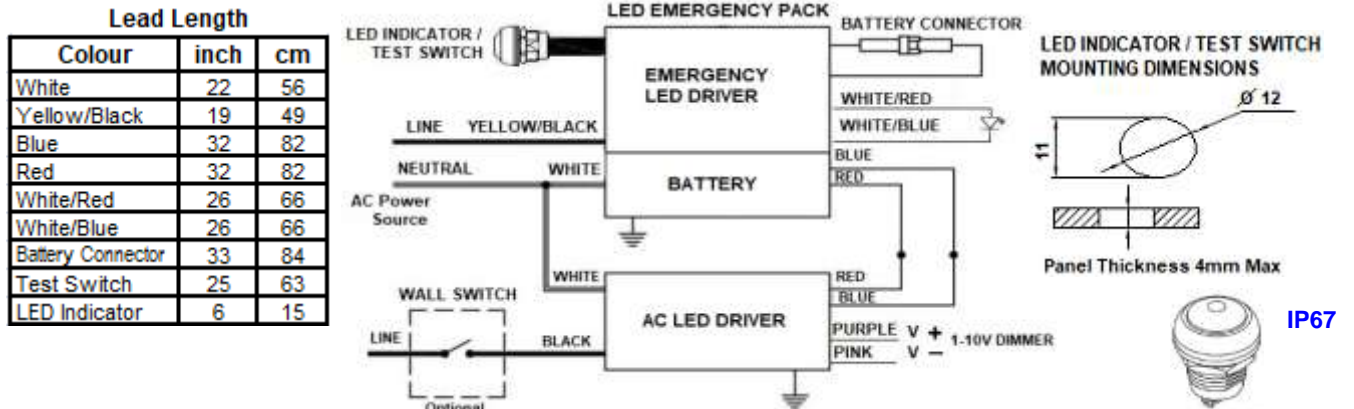 Lead Length
Colour inch cm
White 22 56
Yellow/Black 19 49
Blue 32 82
Red 32 82
White/Red 26 66
White/Blue 26 66
Battery Connector 33 84
Test Switch 25 63
LED Indicator 6 15
LED EMERGENCY PACK
LED INDICATOR /
TEST SWITCH
BATTERY CONNECTOR
EMERGENCY
LED DRIVER
WHITE/RED
WHITE/BLUE
LINE YELLOW/BLACK
NEUTRAL WHITE
BATTERY
BLUE
RED
AC Power
Source
WHITE
RED
BLUE
WALL SWITCH
LINE
BLACK
AC LED DRIVER
PURPLE V +
PINK V –
1-10V DIMMER
Optional
LED INDICATOR / TEST SWITCH
MOUNTING DIMENSIONS
Ø 12
11
Panel Thickness 4mm Max
IP67